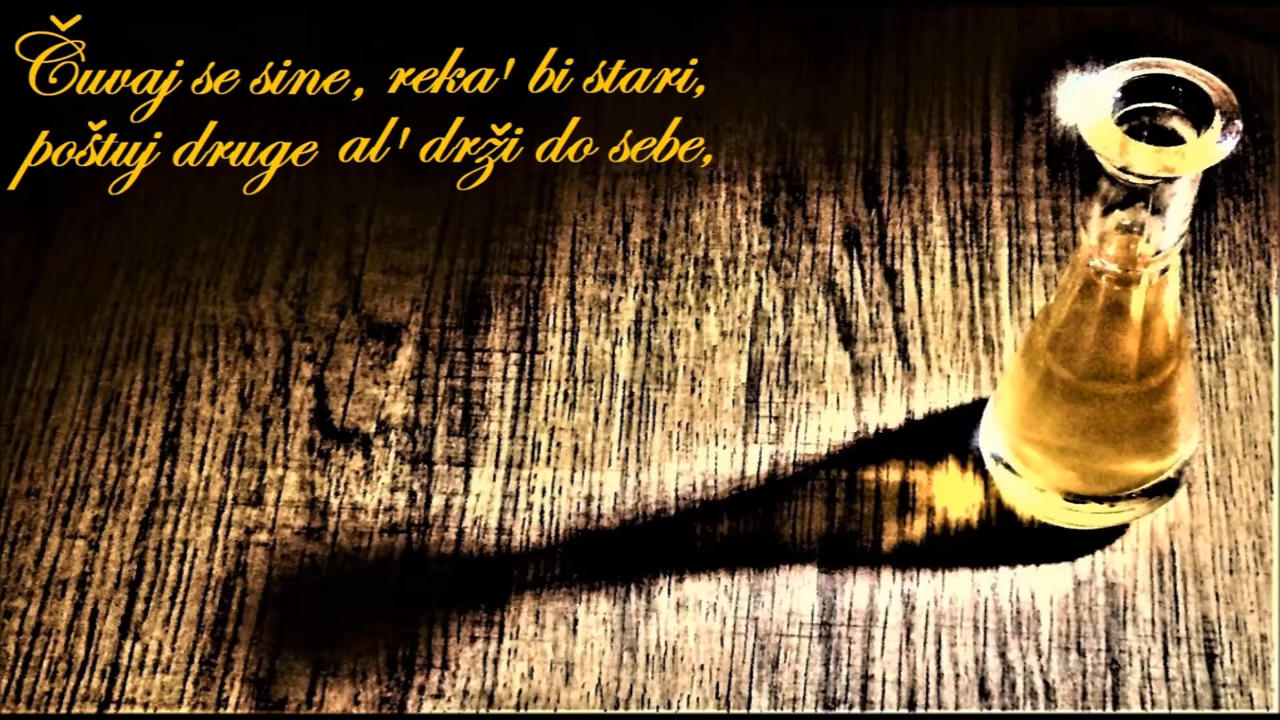 Čuvaj se sine, reka' bi stari,
poštuj druge al' drži do sebe,